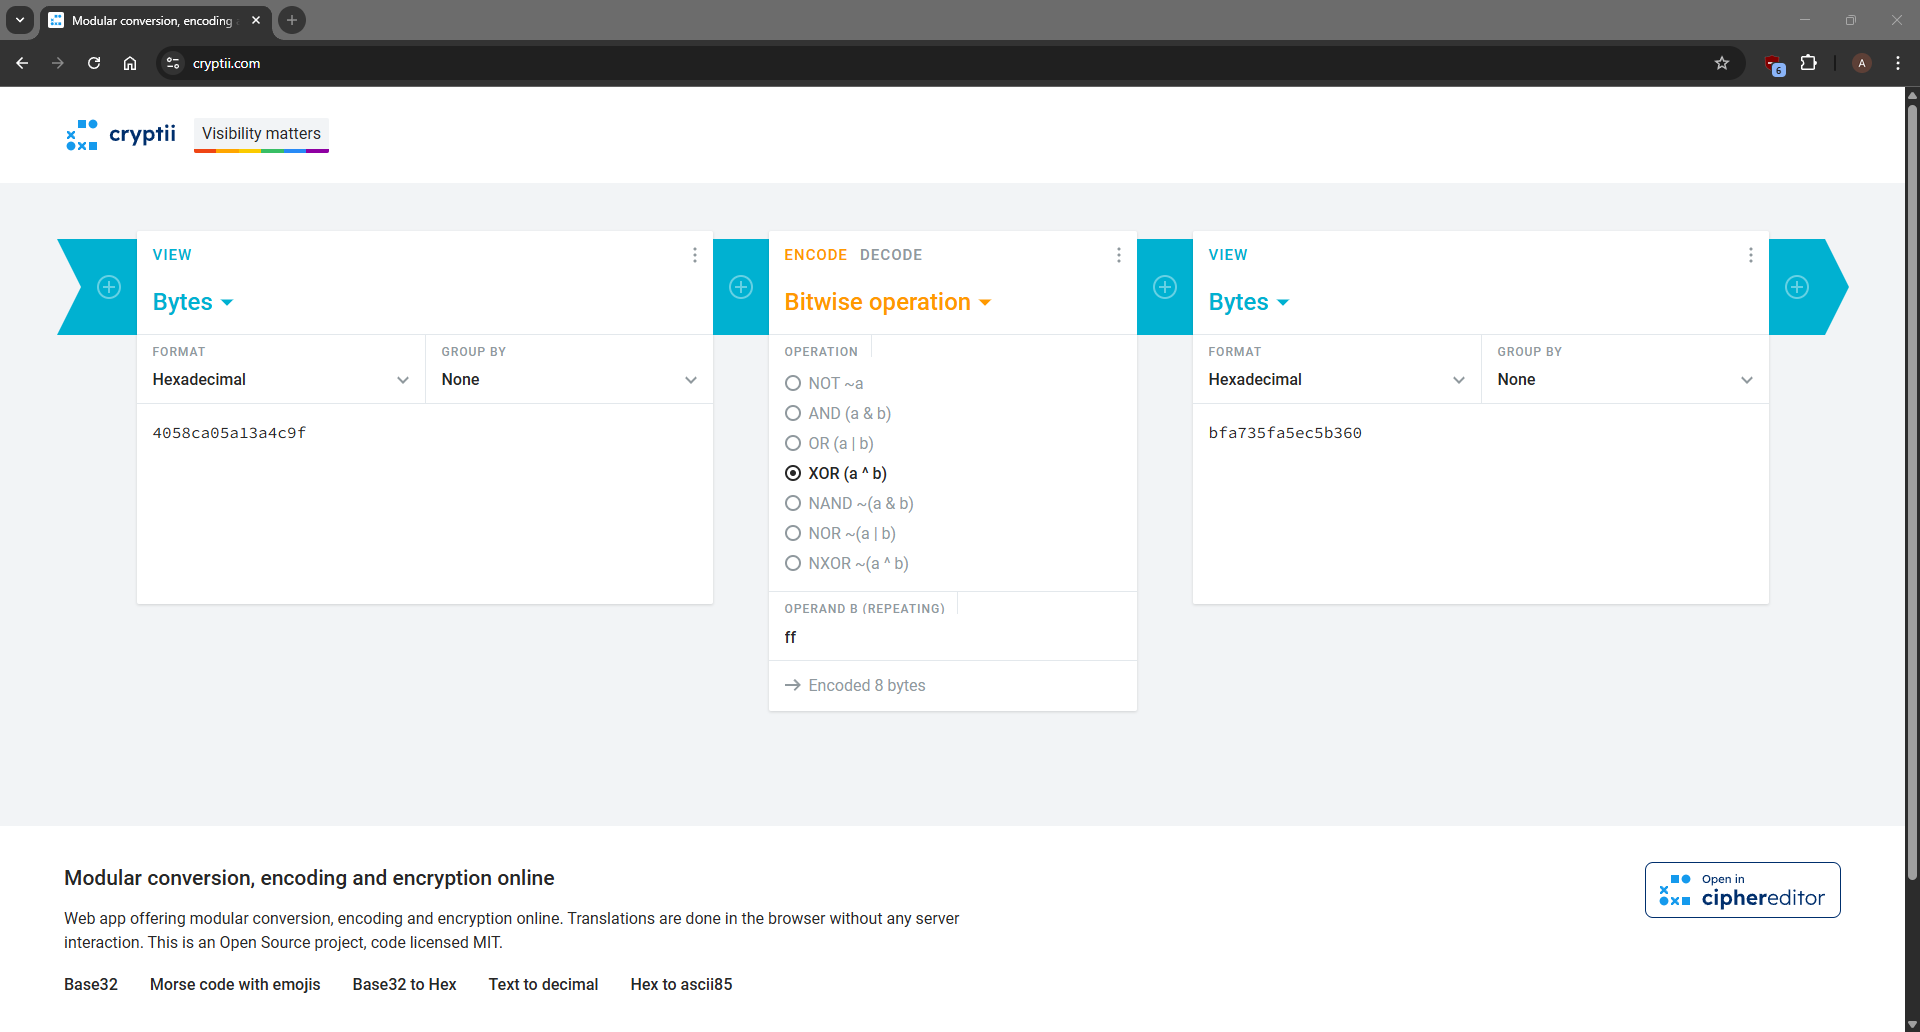 Modular conversion, encoding
cryptii.com
6
A
cryptii
Visibility matters
VIEW
Bytes
FORMAT
Hexadecimal
GROUP BY
None
4058ca05a13a4c9f
ENCODE DECODE
Bitwise operation
OPERATION
NOT ~a
AND (a & b)
OR (a | b)
XOR (a ^ b)
NAND ~(a & b)
NOR ~(a | b)
NXOR ~(a ^ b)
OPERAND B (REPEATING)
ff
→ Encoded 8 bytes
VIEW
Bytes
FORMAT
Hexadecimal
GROUP BY
None
bfa735fa5ec5b360
Modular conversion, encoding and encryption online
Web app offering modular conversion, encoding and encryption online. Translations are done in the browser without any server
interaction. This is an Open Source project, code licensed MIT.
Base32 Morse code with emojis Base32 to Hex Text to decimal Hex to ascii85
Open in
ciphereditor